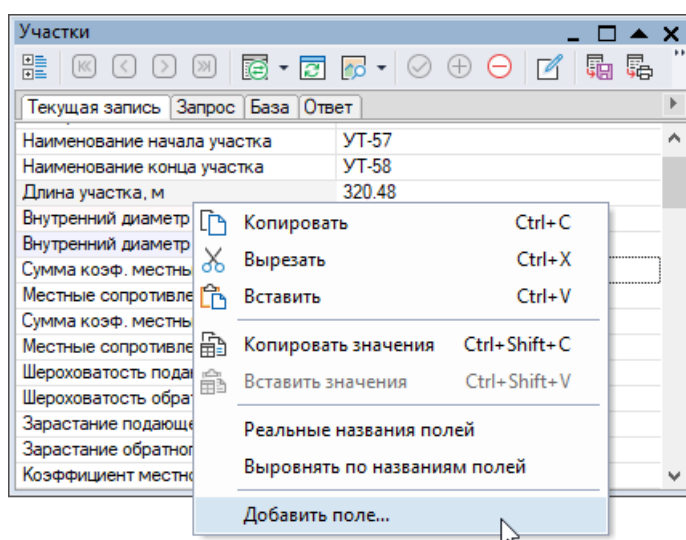 Участки
Текущая запись Запрос База Ответ
Наименование начала участка УТ-57
Наименование конца участка УТ-58
Длина участка, м 320.48
Внутренний диаметр
Внутренний диаметр
Сумма коэф. местны
Местные сопротивле
Сумма коэф. местны
Местные сопротивле
Шероховатость пода
Шероховатость обра
Зарастание подающе
Зарастание обратног
Коэффициент местно
Копировать Ctrl+C
Вырезать Ctrl+X
Вставить Ctrl+V
Копировать значения Ctrl+Shift+C
Вставить значения Ctrl+Shift+V
Реальные названия полей
Выровнять по названиям полей
Добавить поле...